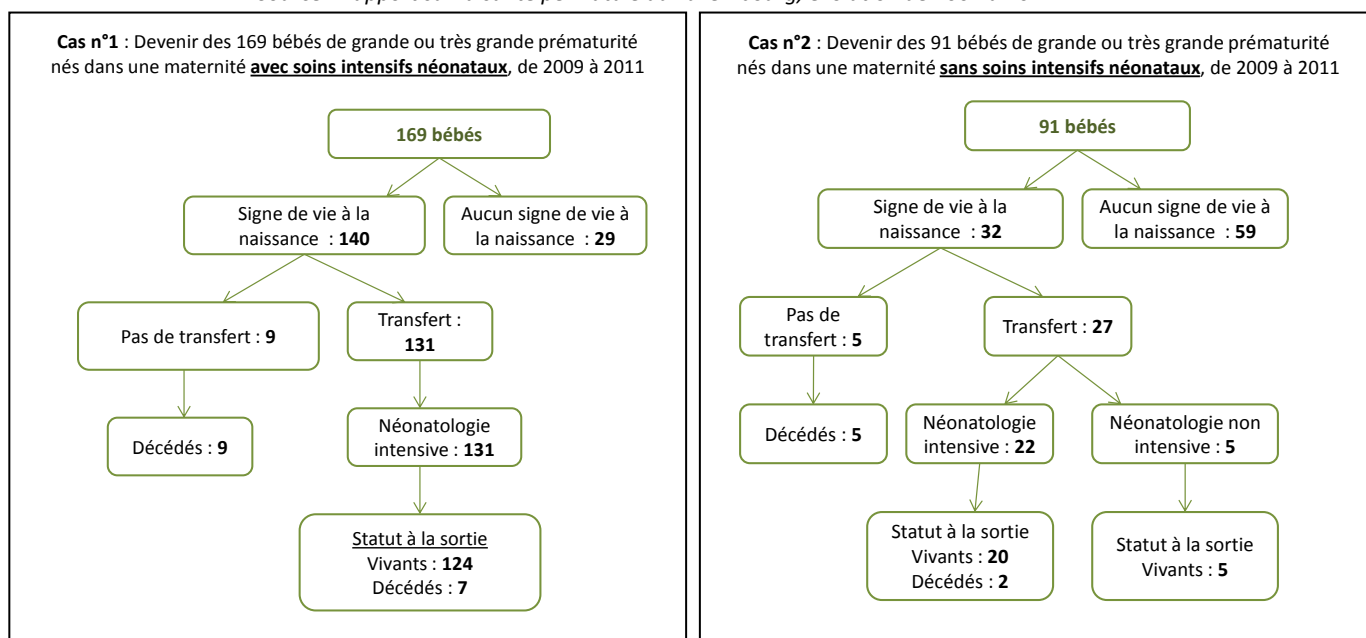 Cas n°1 : Devenir des 169 bébés de grande ou très grande prématurité
nés dans une maternité avec soins intensifs néonataux, de 2009 à 2011
169 bébés
Signe de vie à la
naissance : 140
Aucun signe de vie à
la naissance : 29
Pas de transfert : 9
Transfert :
131
Décédés : 9
Néonatologie
intensive : 131
Statut à la sortie
Vivants : 124
Décédés : 7
Cas n°2 : Devenir des 91 bébés de grande ou très grande prématurité
nés dans une maternité sans soins intensifs néonataux, de 2009 à 2011
91 bébés
Signe de vie à la
naissance : 32
Aucun signe de vie à
la naissance : 59
Pas de
transfert : 5
Transfert : 27
Décédés : 5
Néonatologie
intensive : 22
Néonatologie non
intensive : 5
Statut à la sortie
Vivants : 20
Décédés : 2
Statut à la sortie
Vivants : 5